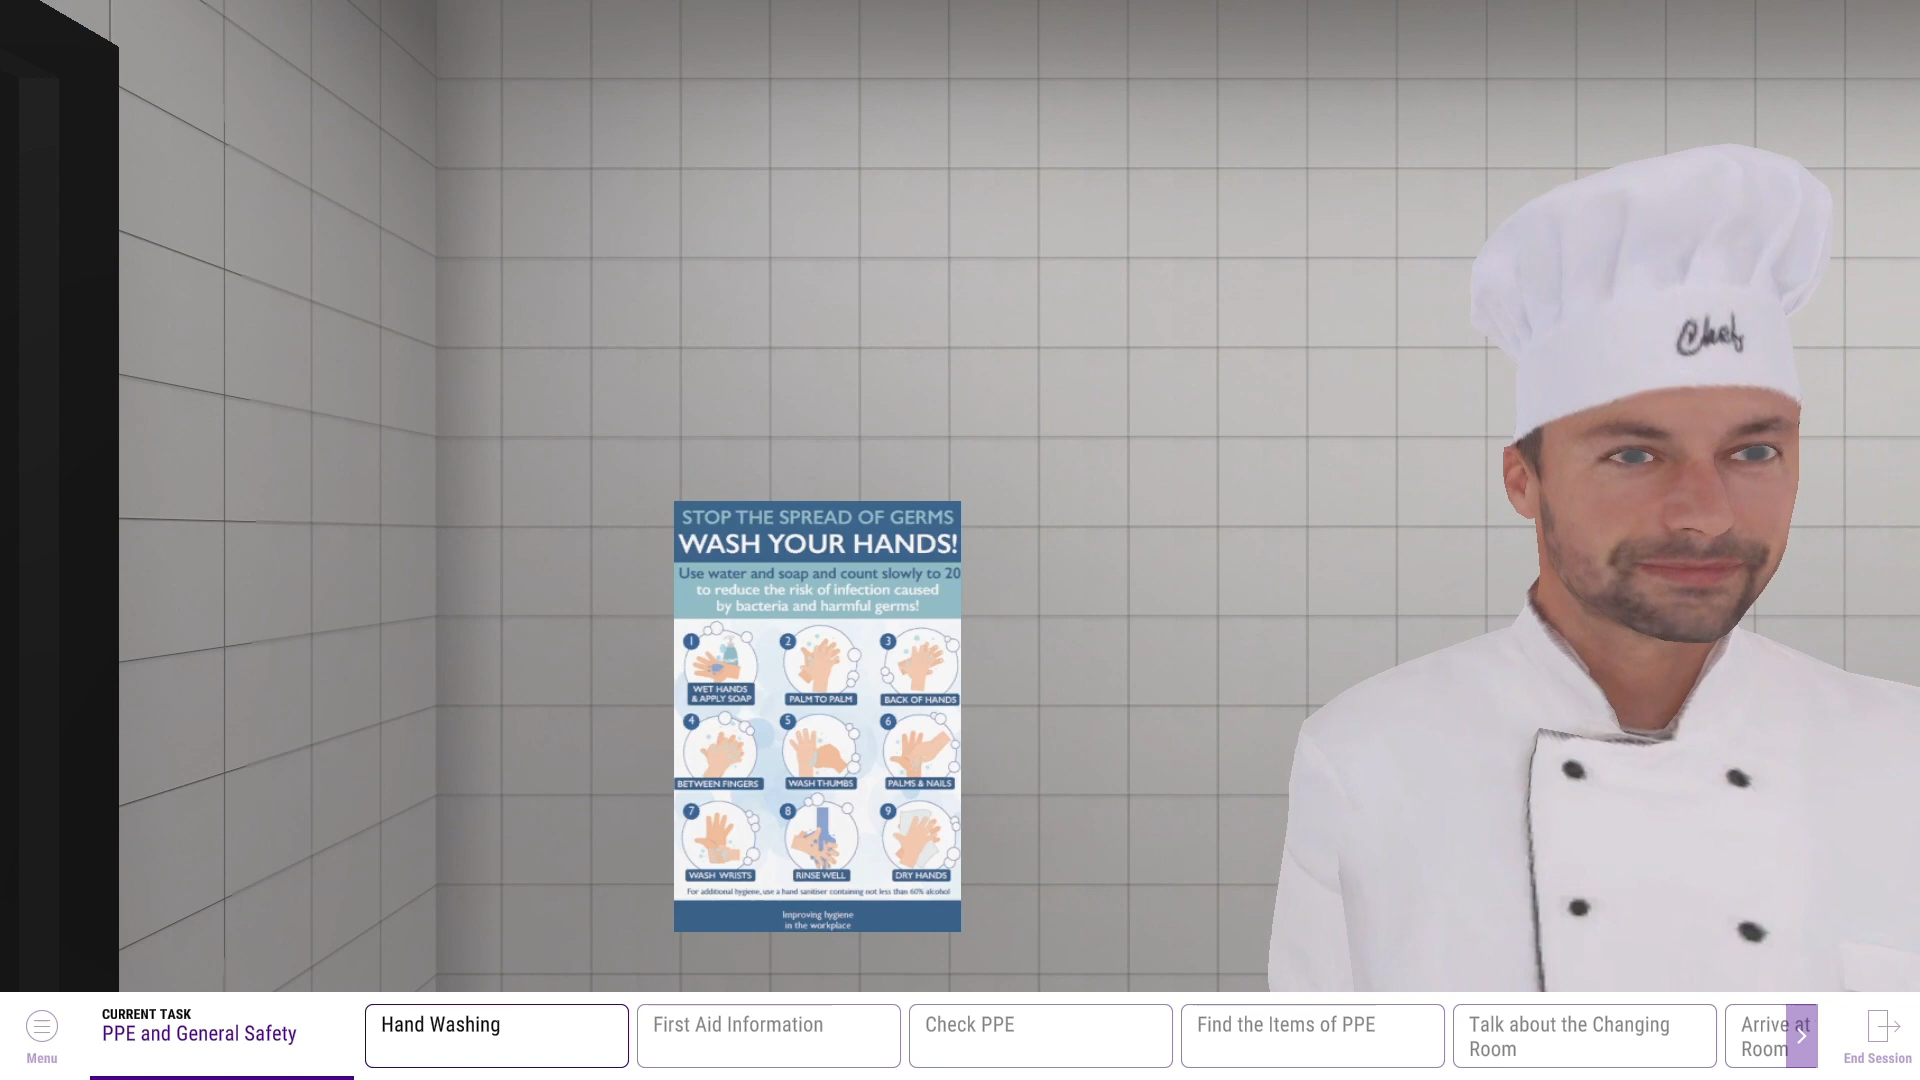 Chef
STOP THE SPREAD OF GERMS
WASH YOUR HANDS!
Use water and soap and count slowly to 20
to reduce the risk of infection caused
by bacteria and harmful germs!
1
2
3
WET HANDS
& APPLY SOAP
PALM TO PALM
BACK OF HANDS
4
5
6
BETWEEN FINGERS
WASH THUMBS
PALMS & NAILS
7
8
9
WASH WRISTS
RINSE WELL
DRY HANDS
For additional hygiene, use a hand sanitiser containing not less than 60% alcohol
Improving hygiene
in the workplace
Menu
CURRENT TASK
PPE and General Safety
Hand Washing
First Aid Information
Check PPE
Find the Items of PPE
Talk about the Changing
Room
Arrive at
Room
End Session